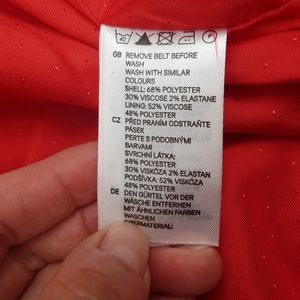 40
GB REMOVE BELT BEFORE
WASH
WASH WITH SIMILAR
COLOURS
SHELL: 68% POLYESTER
30% VISCOSE 2% ELASTANE
LINING: 52% VISCOSE
48% POLYESTER
CZ PŘED PRANÍM ODSTRAŇTE
PÁSEK
PERTE S PODOBNÝMI
BARVAMI
SVRCHNÍ LÁTKA:
68% POLYESTER
30% VISKÓZA 2% ELASTAN
PODŠÍVKA: 52% VISKÓZA
48% POLYESTER
DE DEN GÜRTEL VOR DER
WÄSCHE ENTFERNEN
MIT ÄHNLICHEN FARBEN
WASCHEN
OBERMATERIAL: